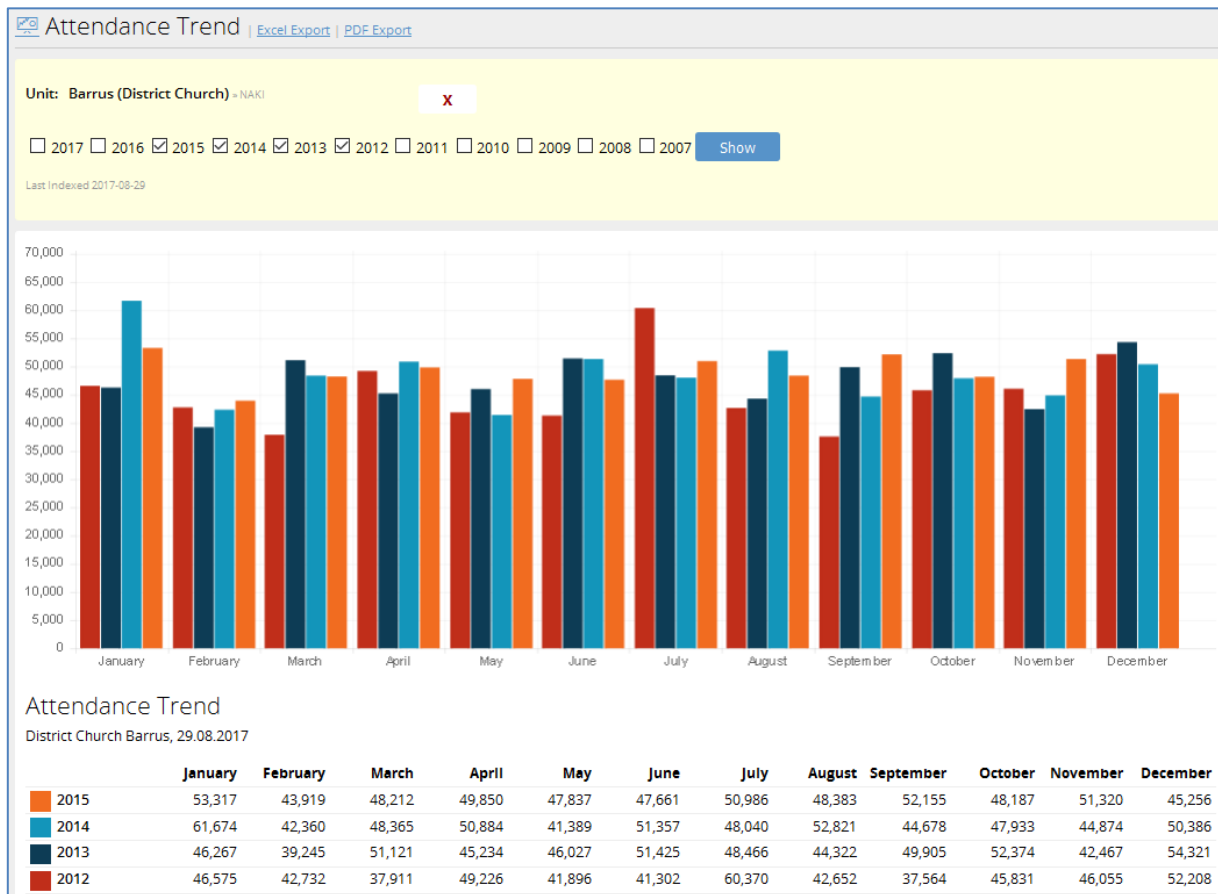 Attendance Trend | Excel Export | PDF Export
Unit: Barrus (District Church) » NAKI X
2017 2016 2015 2014 2013 2012 2011 2010 2009 2008 2007 Show
Last Indexed 2017-08-29
70,000
65,000
60,000
55,000
50,000
45,000
40,000
35,000
30,000
25,000
20,000
15,000
10,000
5,000
0
January February March April May June July August September October November December
Attendance Trend
District Church Barrus, 29.08.2017
January February March April May June July August September October November December
2015 53,317 43,919 48,212 49,850 47,837 47,661 50,986 48,383 52,155 48,187 51,320 45,256
2014 61,674 42,360 48,365 50,884 41,389 51,357 48,040 52,821 44,678 47,933 44,874 50,386
2013 46,267 39,245 51,121 45,234 46,027 51,425 48,466 44,322 49,905 52,374 42,467 54,321
2012 46,575 42,732 37,911 49,226 41,896 41,302 60,370 42,652 37,564 45,831 46,055 52,208